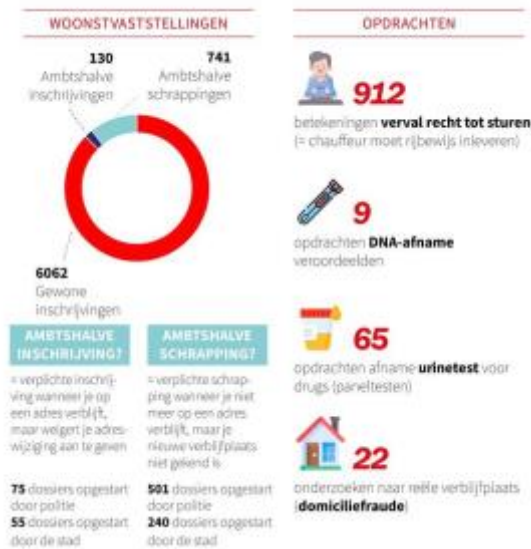 WOONSTVASTSTELLINGEN
130
Ambtshalve
inschrijvingen
741
Ambtshalve
schrappingen
6062
Gewone
inschrijvingen
AMBTSHALVE
INSCHRIJVING?
= verplichte inschrij-
ving wanneer je op
een adres verblijft,
maar weigert je adres-
wijziging aan te geven
75 dossiers opgestart
door politie
55 dossiers opgestart
door de stad
AMBTSHALVE
SCHRAPPING?
= verplichte schrap-
ping wanneer je niet
meer op een adres
verblijft, maar je
nieuwe verblijfplaats
niet gekend is
501 dossiers opgestart
door politie
240 dossiers opgestart
door de stad
OPDRACHTEN
912
betekeningen verval recht tot sturen
(= chauffeur moet rijbewijs inleveren)
9
opdrachten DNA-afname
veroordeelden
65
opdrachten afname urinetest voor
drugs (paneltesten)
22
onderzoeken naar reële verblijfplaats
(domiciliefraude)